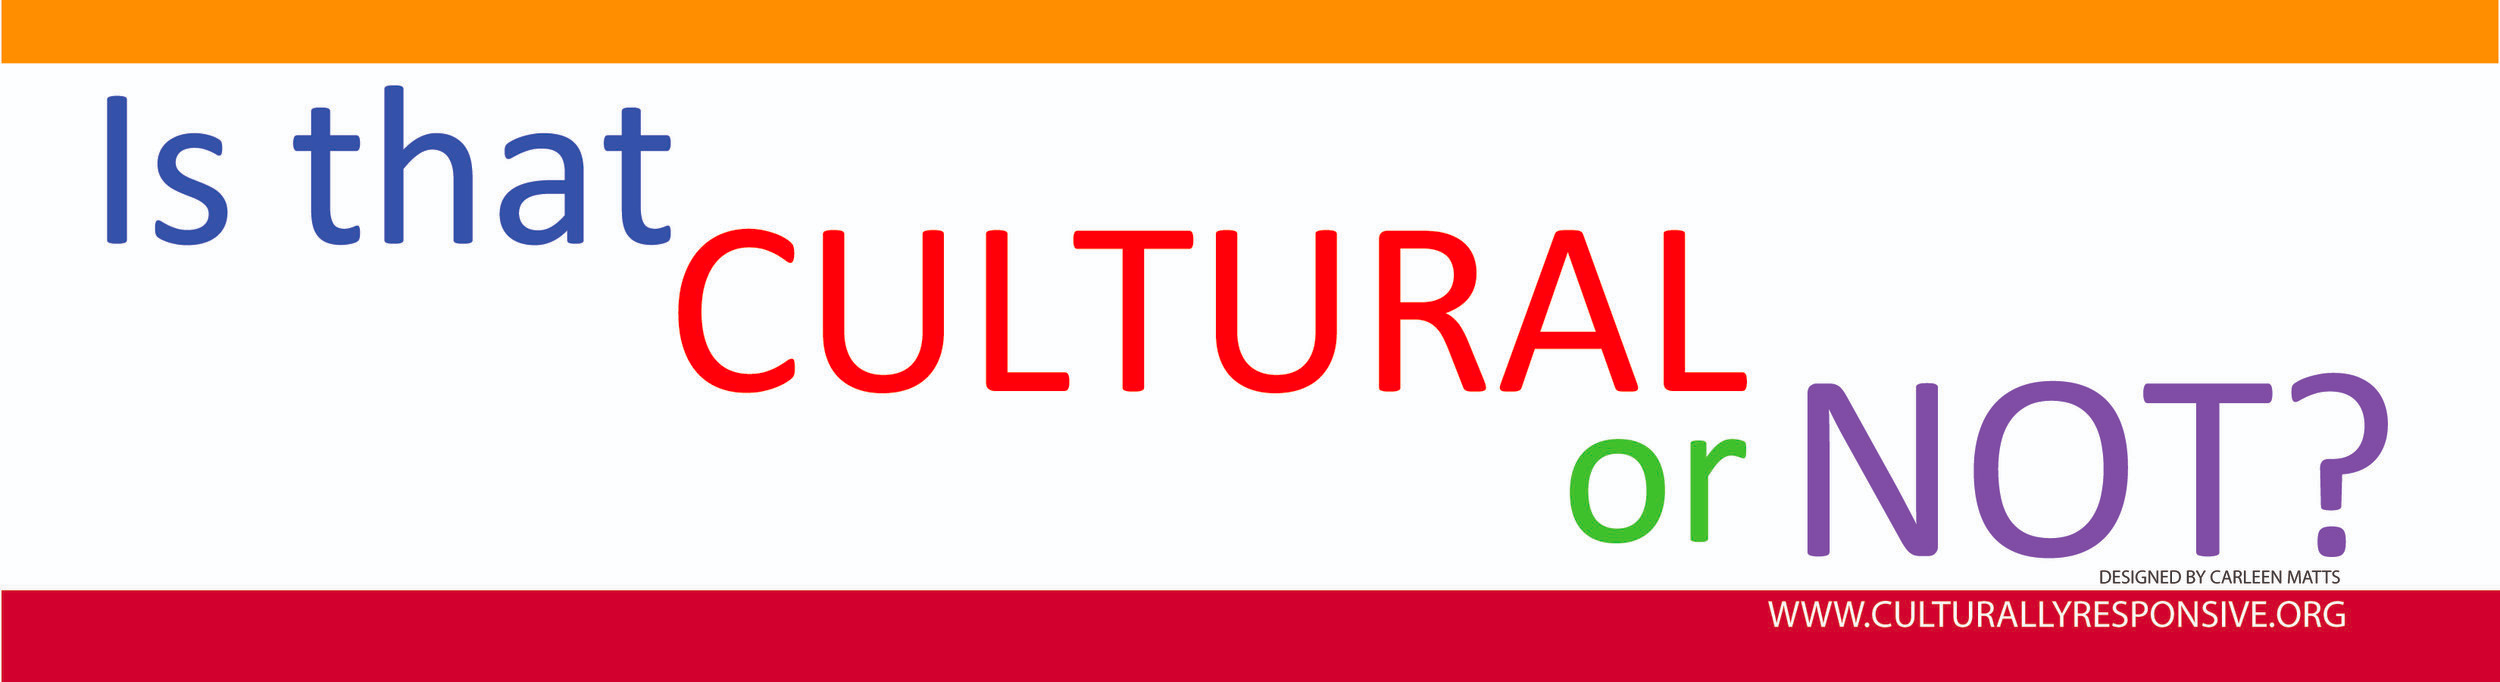 Is that
CULTURAL
or NOT?
DESIGNED BY CARLEEN MATTS
WWW.CULTURALLYRESPONSIVE.ORG